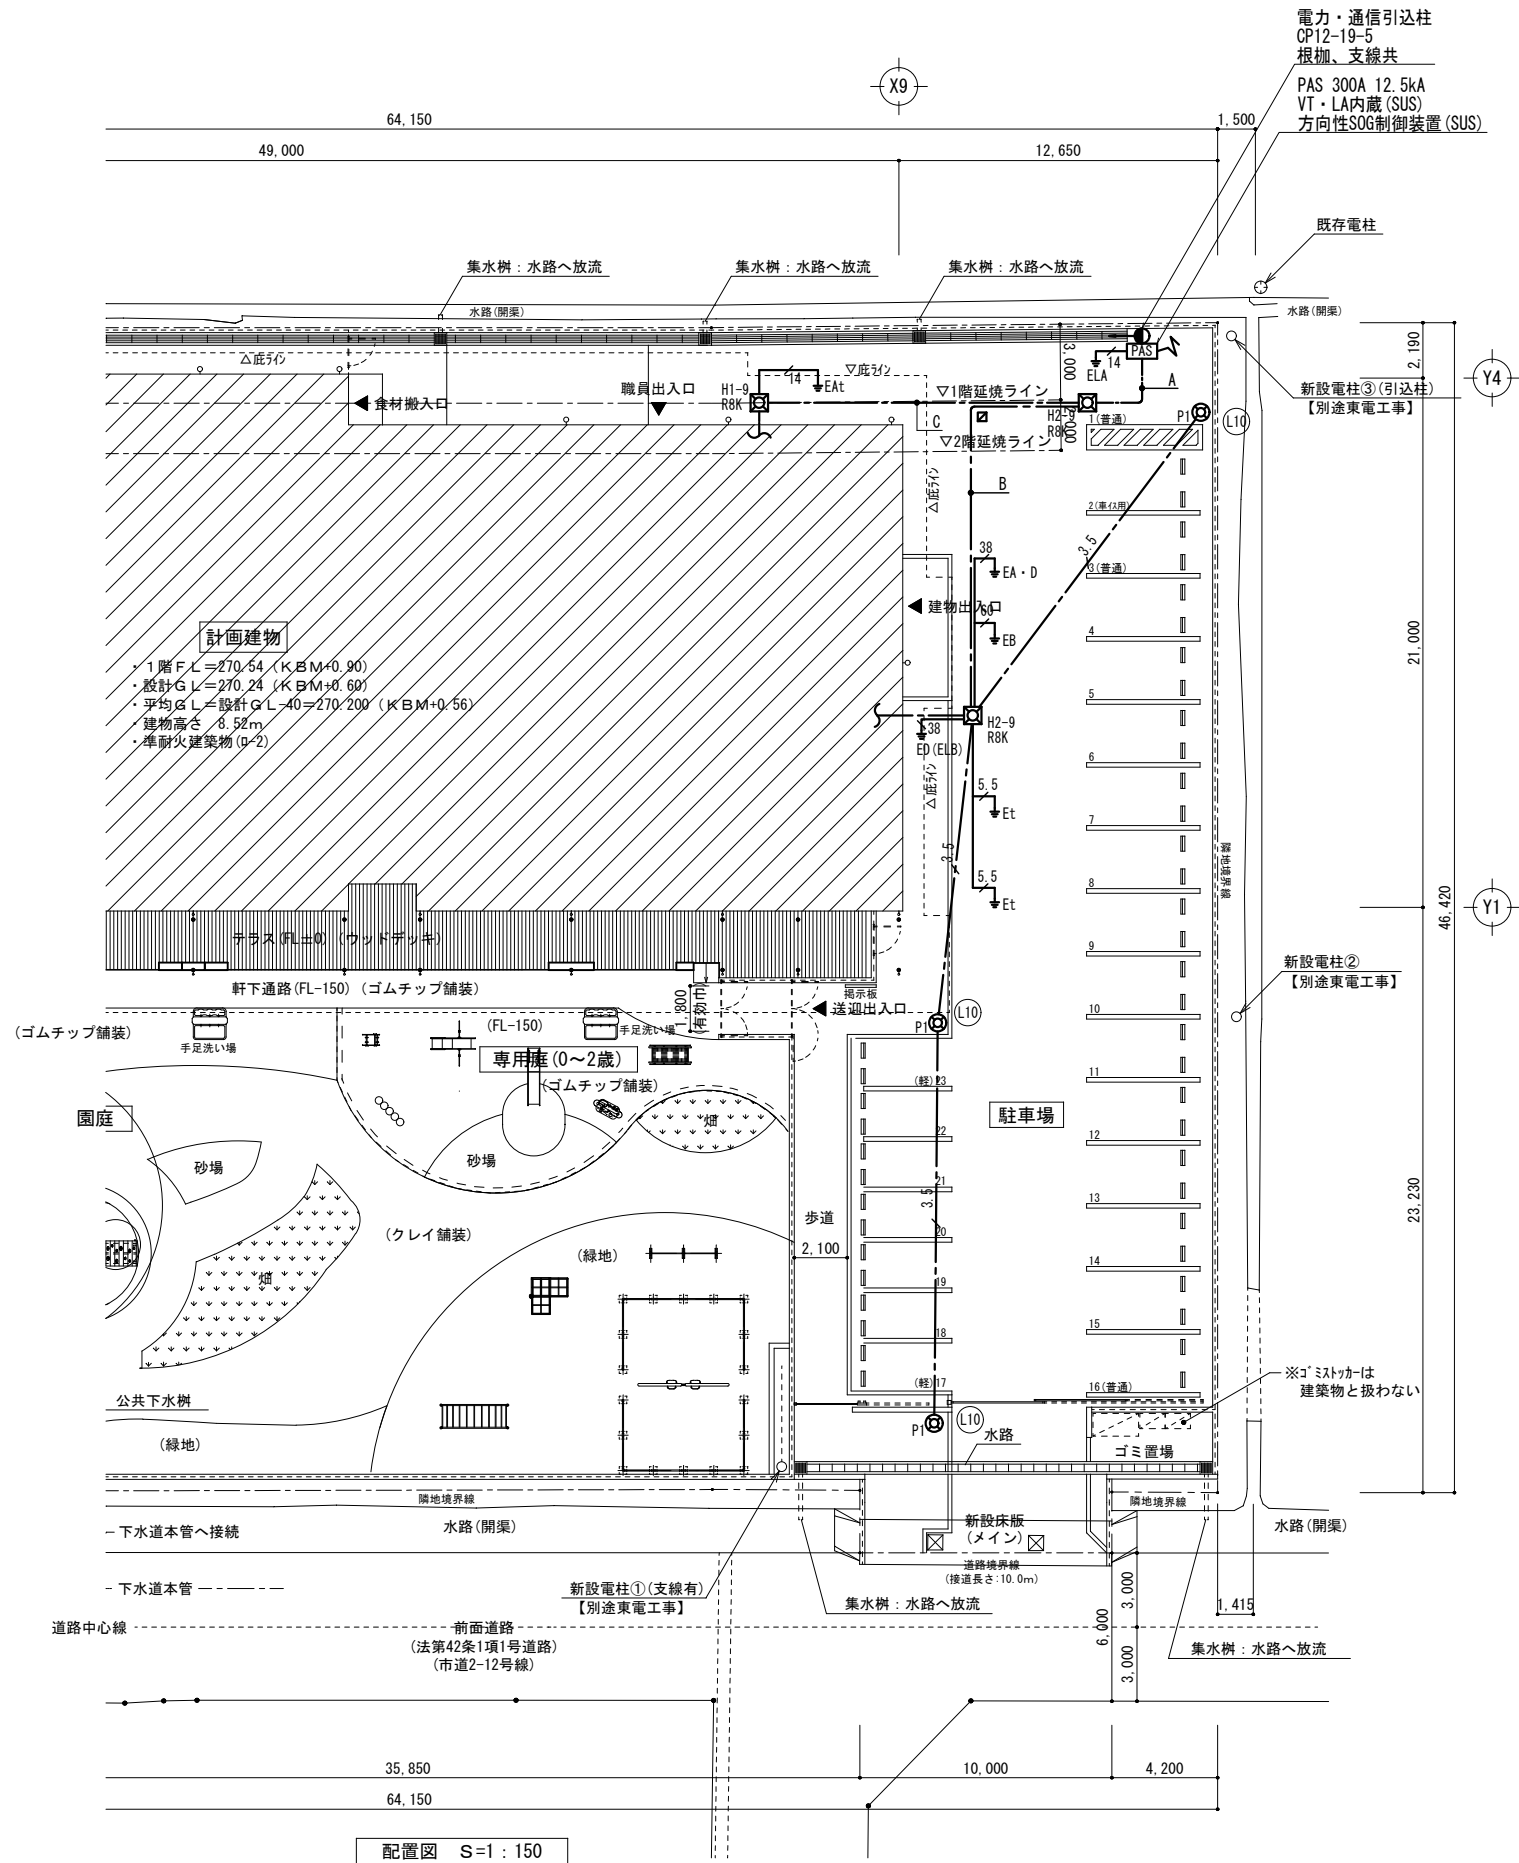 電力・通信引込柱
CP12-19-5
根枷、支線共
PAS 300A 12.5kA
VT・LA内蔵(SUS)
方向性SOG制御装置(SUS)
X9
64,150
1,500
49,000
12,650
既存電柱
集水桝：水路へ放流
集水桝：水路へ放流
集水桝：水路へ放流
水路(開渠)
水路(開渠)
△庇ライン
▽庇ライン
PAS
14
ELA
3,000
2,190
新設電柱③(引込柱)
【別途東電工事】
Y4
A
職員出入口
食材搬入口
H1-9
R8K
14
EAt
▽1階延焼ライン
C
H2-9
R8K
3,000
1(普通)
P1
L10
▽2階延焼ライン
△庇ライン
B
2(車イス用)
3.5
3(普通)
38
EA・D
建物出入口
60
EB
4
21,000
計画建物
・1階ＦＬ=270.54 (ＫＢＭ+0.90)
・設計ＧＬ=270.24 (ＫＢＭ+0.60)
・平均ＧＬ=設計ＧＬ-40=270.200 (ＫＢＭ+0.56)
・建物高さ 8.52m
・準耐火建築物(ロ-2)
5
H2-9
R8K
38
ED(ELB)
△庇ライン
6
5.5
Et
7
3.5
隣地境界線
5.5
Et
8
46,420
Y1
テラス(FL±0) (ウッドデッキ)
9
新設電柱②
【別途東電工事】
軒下通路(FL-150) (ゴムチップ舗装)
1,800
(有効巾)
掲示板
送迎出入口
L10
P1
10
(ゴムチップ舗装)
手足洗い場
(FL-150)
手足洗い場
専用庭(0～2歳)
(ゴムチップ舗装)
(軽)23
11
園庭
畑
駐車場
22
12
砂場
砂場
21
3.5
13
23,230
(クレイ舗装)
歩道
20
(緑地)
2,100
14
畑
19
15
18
※ゴミストッカーは
建築物と扱わない
公共下水桝
(軽)17
16(普通)
L10
P1
水路
(緑地)
ゴミ置場
隣地境界線
隣地境界線
下水道本管へ接続
水路(開渠)
新設床版
(メイン)
水路(開渠)
道路境界線
(接道長さ:10.0m)
下水道本管
新設電柱①(支線有)
【別途東電工事】
集水桝：水路へ放流
3,000
6,000
3,000
1,415
道路中心線
前面道路
(法第42条1項1号道路)
(市道2-12号線)
集水桝：水路へ放流
35,850
10,000
4,200
64,150
配置図 S=1：150